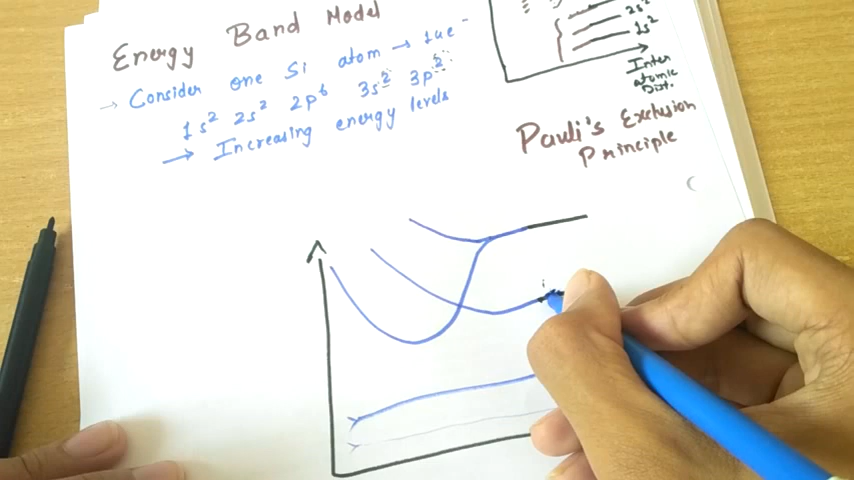 Energy Band Model
→ Consider one Si atom → 14e⁻
1s² 2s² 2p⁶ 3s² 3p²
→ Increasing energy levels
2s²
1s²
Inter
atomic
Dist.
Pauli's Exclusion
Principle